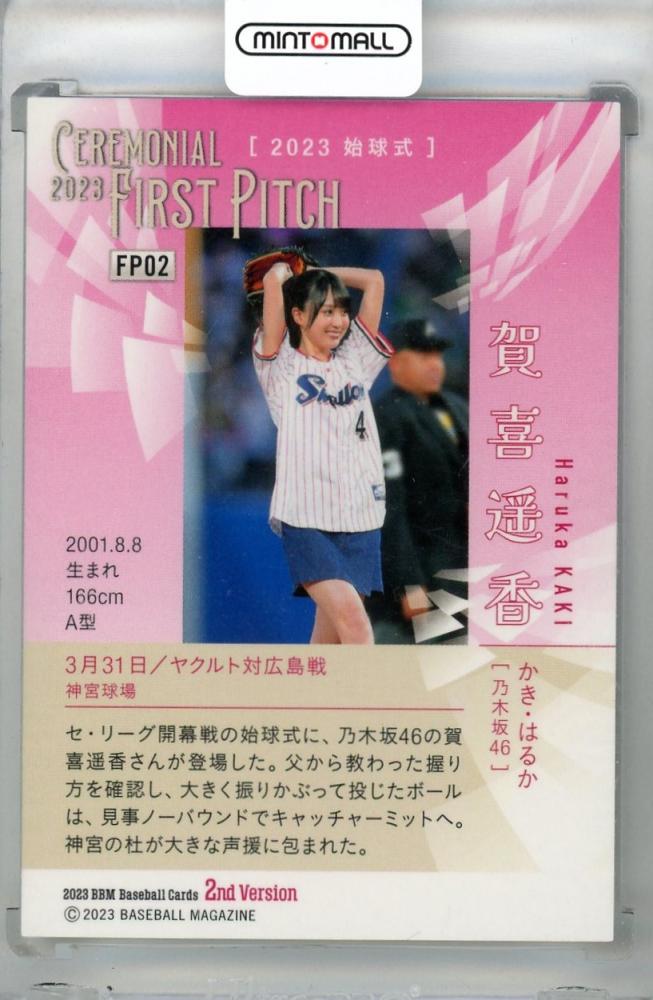 MINTOMALL
CEREMONIAL
2023 FIRST PITCH
[ 2023 始球式 ]
FP02
賀喜遥香
Haruka KAKI
かき・はるか
[乃木坂46]
4
2001.8.8
生まれ
166cm
A型
3月31日／ヤクルト対広島戦
神宮球場
セ・リーグ開幕戦の始球式に、乃木坂46の賀
喜遥香さんが登場した。父から教わった握り
方を確認し、大きく振りかぶって投じたボール
は、見事ノーバウンドでキャッチャーミットへ。
神宮の杜が大きな声援に包まれた。
2023 BBM Baseball Cards 2nd Version
©2023 BASEBALL MAGAZINE